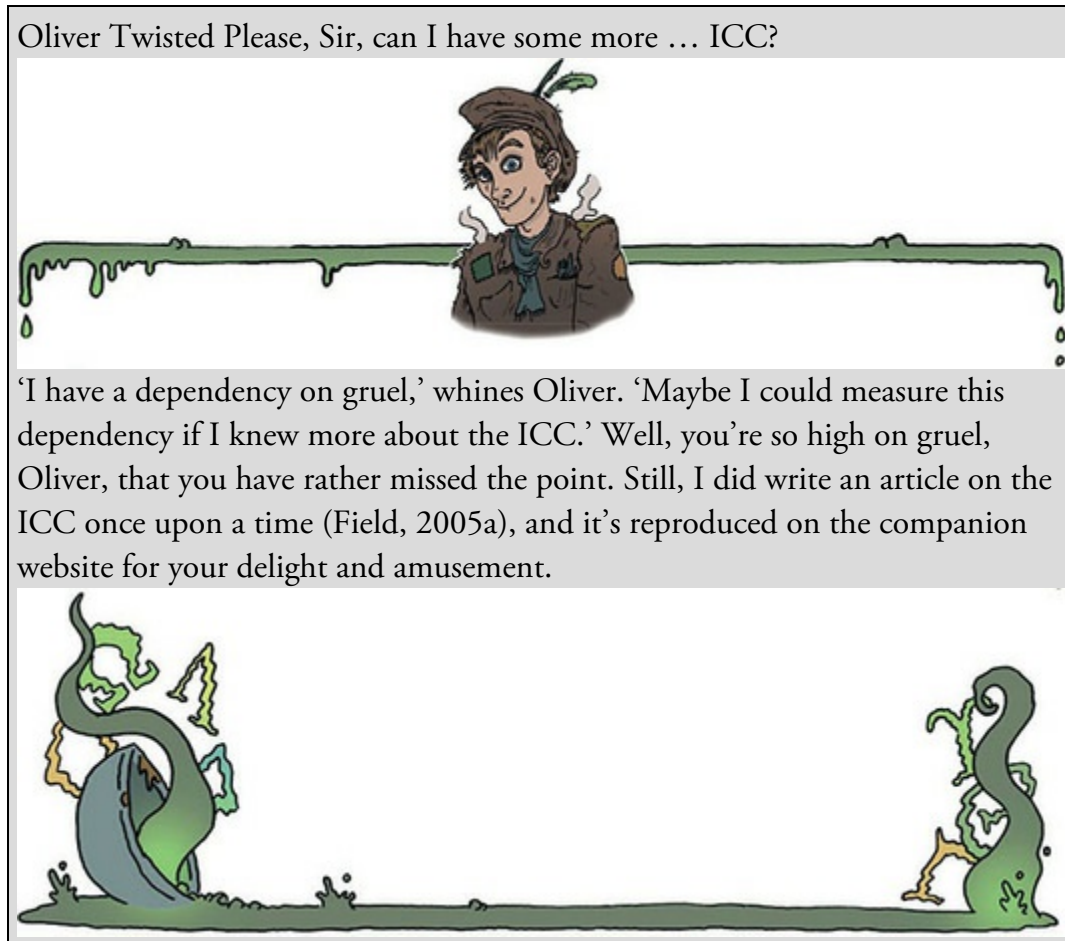 Oliver Twisted Please, Sir, can I have some more … ICC?
‘I have a dependency on gruel,’ whines Oliver. ‘Maybe I could measure this
dependency if I knew more about the ICC.’ Well, you’re so high on gruel,
Oliver, that you have rather missed the point. Still, I did write an article on the
ICC once upon a time (Field, 2005a), and it’s reproduced on the companion
website for your delight and amusement.